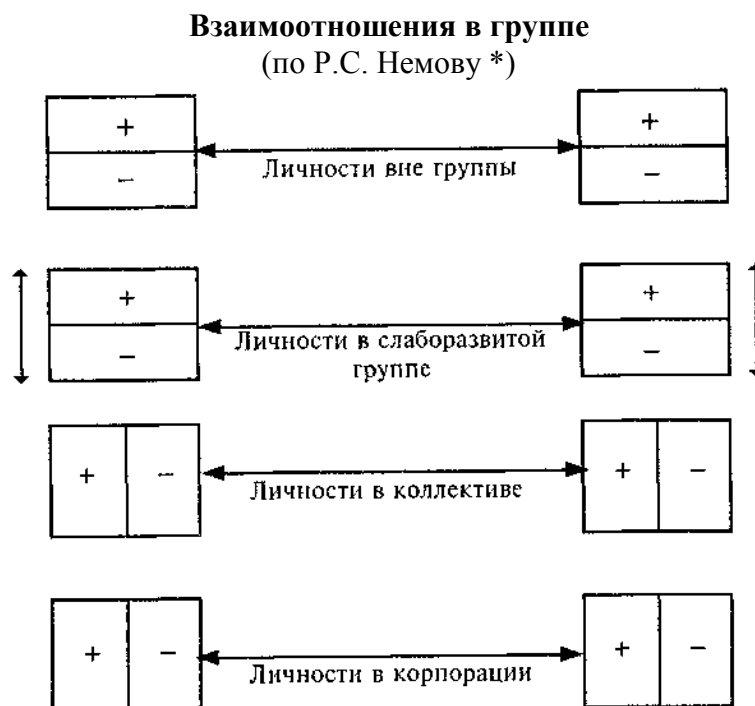 Взаимоотношения в группе
(по Р.С. Немову *)
+ +
Личности вне группы
− −
+ +
Личности в слаборазвитой
− −
группе
+ − + −
Личности в коллективе
+ − + −
Личности в корпорации